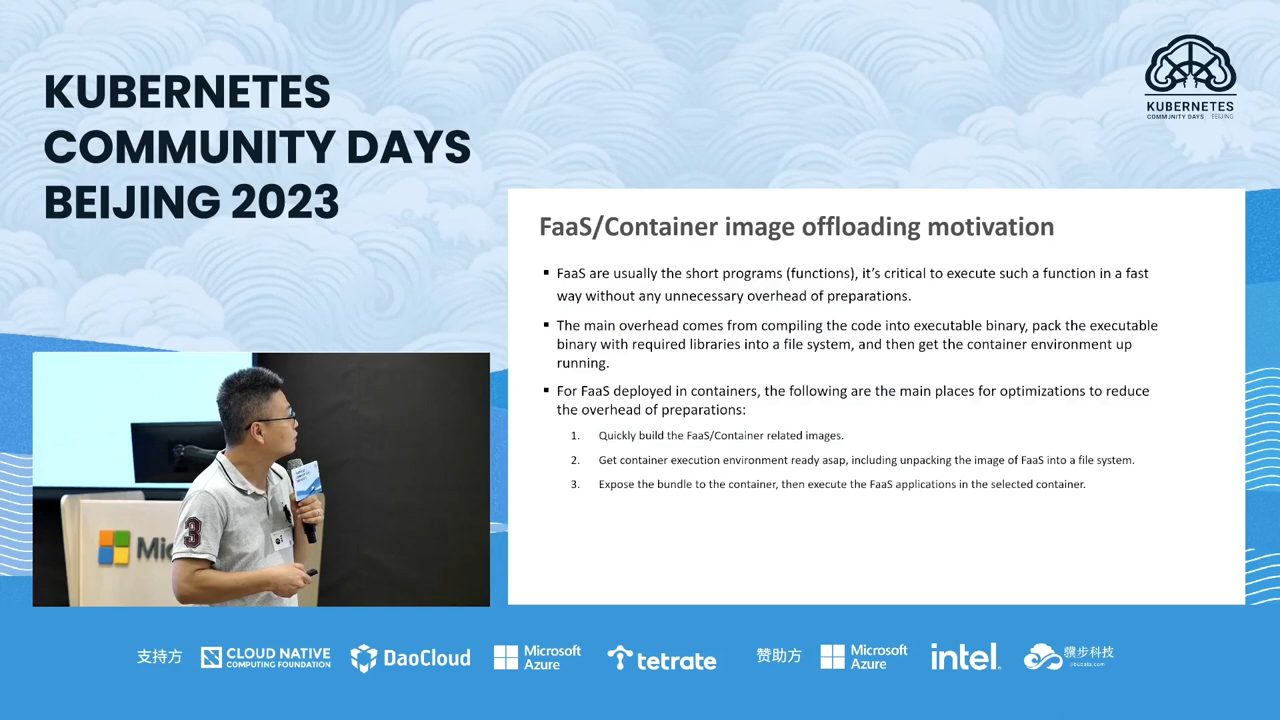 KUBERNETES
COMMUNITY DAYS
BEIJING 2023
KUBERNETES
COMMUNITY DAYS BEIJING
FaaS/Container image offloading motivation
▪ FaaS are usually the short programs (functions), it’s critical to execute such a function in a fast
way without any unnecessary overhead of preparations.
▪ The main overhead comes from compiling the code into executable binary, pack the executable
binary with required libraries into a file system, and then get the container environment up
running.
▪ For FaaS deployed in containers, the following are the main places for optimizations to reduce
the overhead of preparations:
1. Quickly build the FaaS/Container related images.
2. Get container execution environment ready asap, including unpacking the image of FaaS into a file system.
3. Expose the bundle to the container, then execute the FaaS applications in the selected container.
3
支持方
CLOUD NATIVE
COMPUTING FOUNDATION
DaoCloud
Microsoft
Azure
tetrate
赞助方
Microsoft
Azure
intel
骥步科技
jibudata.com